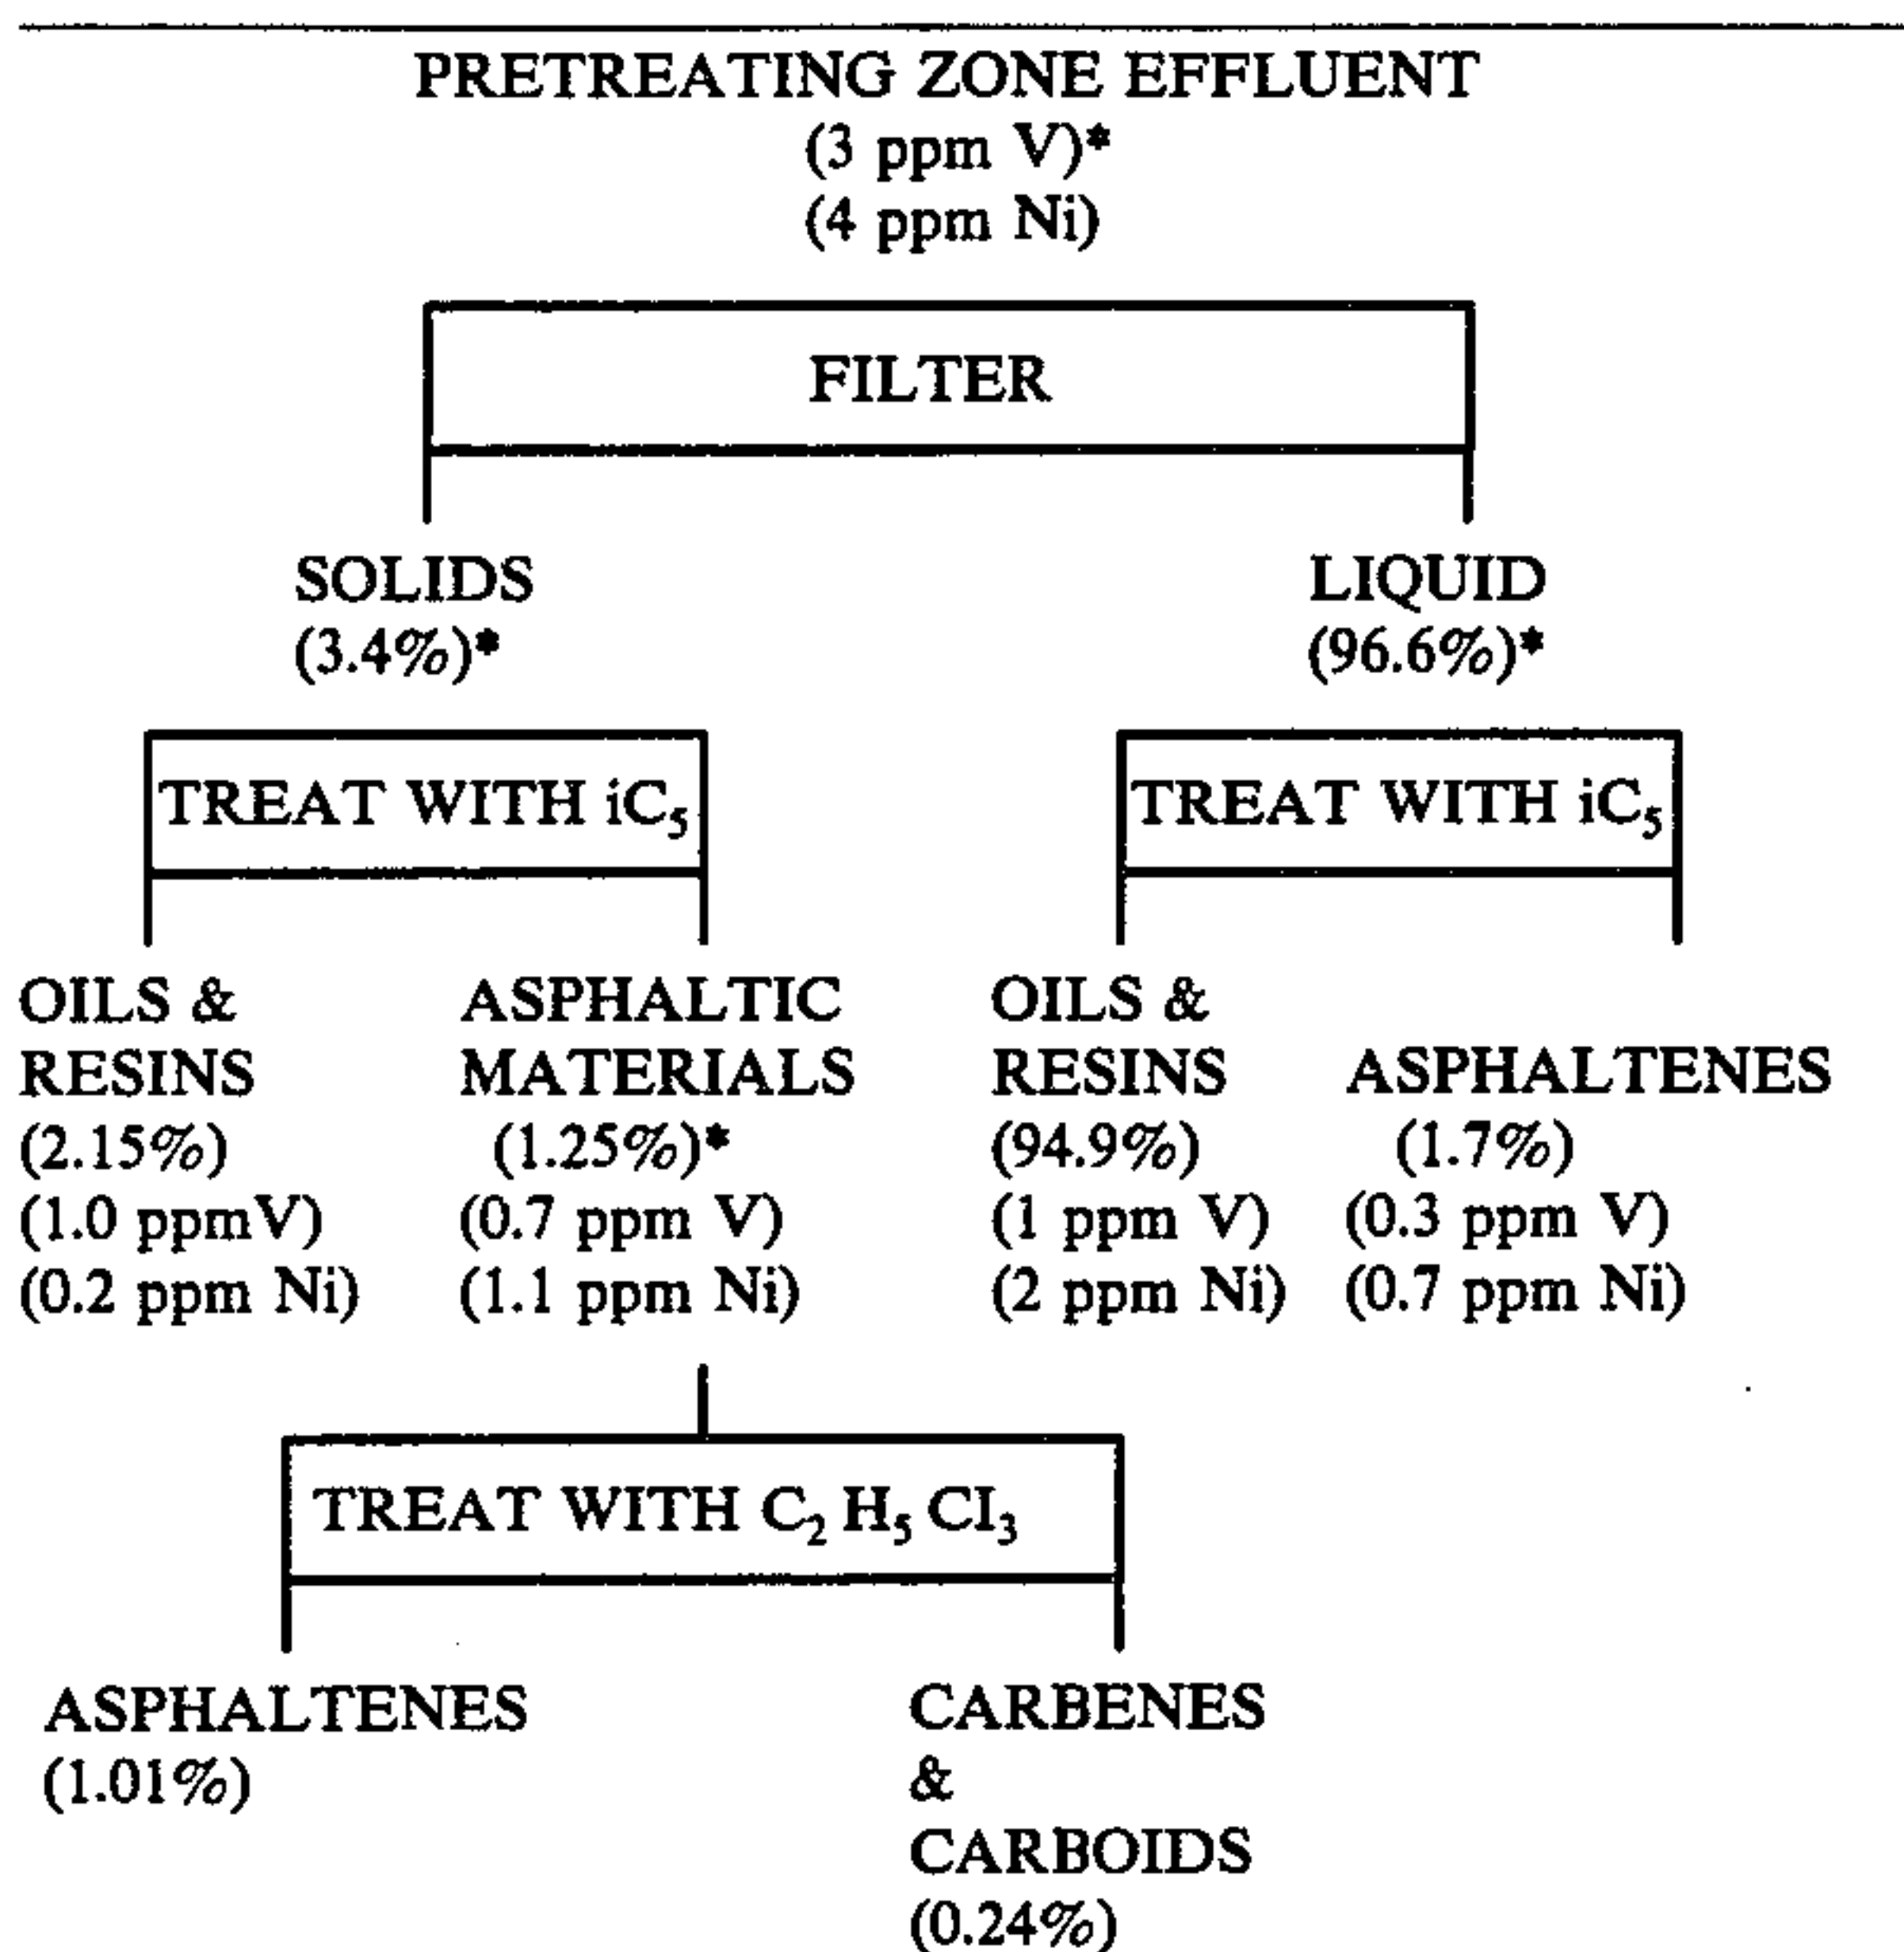 PRETREATING ZONE EFFLUENT
(3 ppm V)*
(4 ppm Ni)
FILTER
SOLIDS
(3.4%)*
LIQUID
(96.6%)*
TREAT WITH iC₅
TREAT WITH iC₅
OILS &
RESINS
(2.15%)
(1.0 ppmV)
(0.2 ppm Ni)
ASPHALTIC
MATERIALS
(1.25%)*
(0.7 ppm V)
(1.1 ppm Ni)
OILS &
RESINS
(94.9%)
(1 ppm V)
(2 ppm Ni)
ASPHALTENES
(1.7%)
(0.3 ppm V)
(0.7 ppm Ni)
TREAT WITH C₂ H₅ CI₃
ASPHALTENES
(1.01%)
CARBENES
&
CARBOIDS
(0.24%)